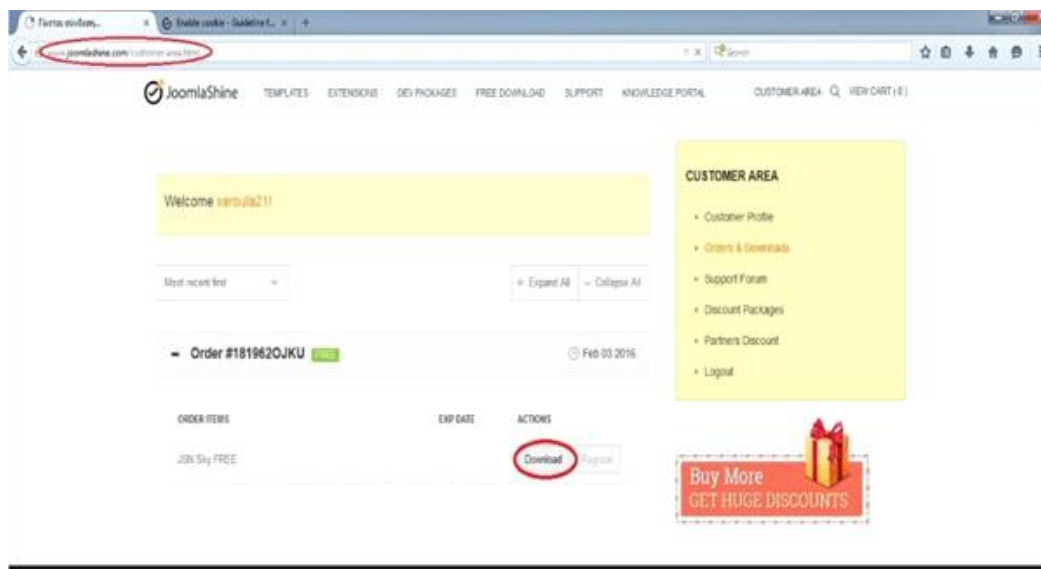 Enable cookie - Guideline f...
www.joomlashine.com/customer-area.html
Search
JoomlaShine TEMPLATES EXTENSIONS DEV PACKAGES FREE DOWNLOAD SUPPORT KNOWLEDGE PORTAL CUSTOMER AREA VIEW CART ( 0 )
Welcome
Most recent first
+ Expand All − Collapse All
Order #181962OJKU FREE
Feb 03 2016
ORDER ITEMS EXP DATE ACTIONS
JSN Sky FREE Download Register
CUSTOMER AREA
Customer Profile
Orders & Downloads
Support Forum
Discount Packages
Partners Discount
Logout
Buy More
GET HUGE DISCOUNTS